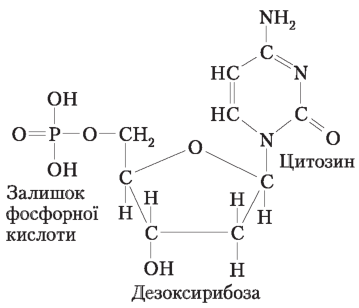 NH₂
C
HC
N
HC
C
N
O
OH
O=P—O—CH₂
OH
O
Цитозин
Залишок
фосфорної
кислоти
C
H
H
C
H
C
H
C
H
OH
H
Дезоксирибоза